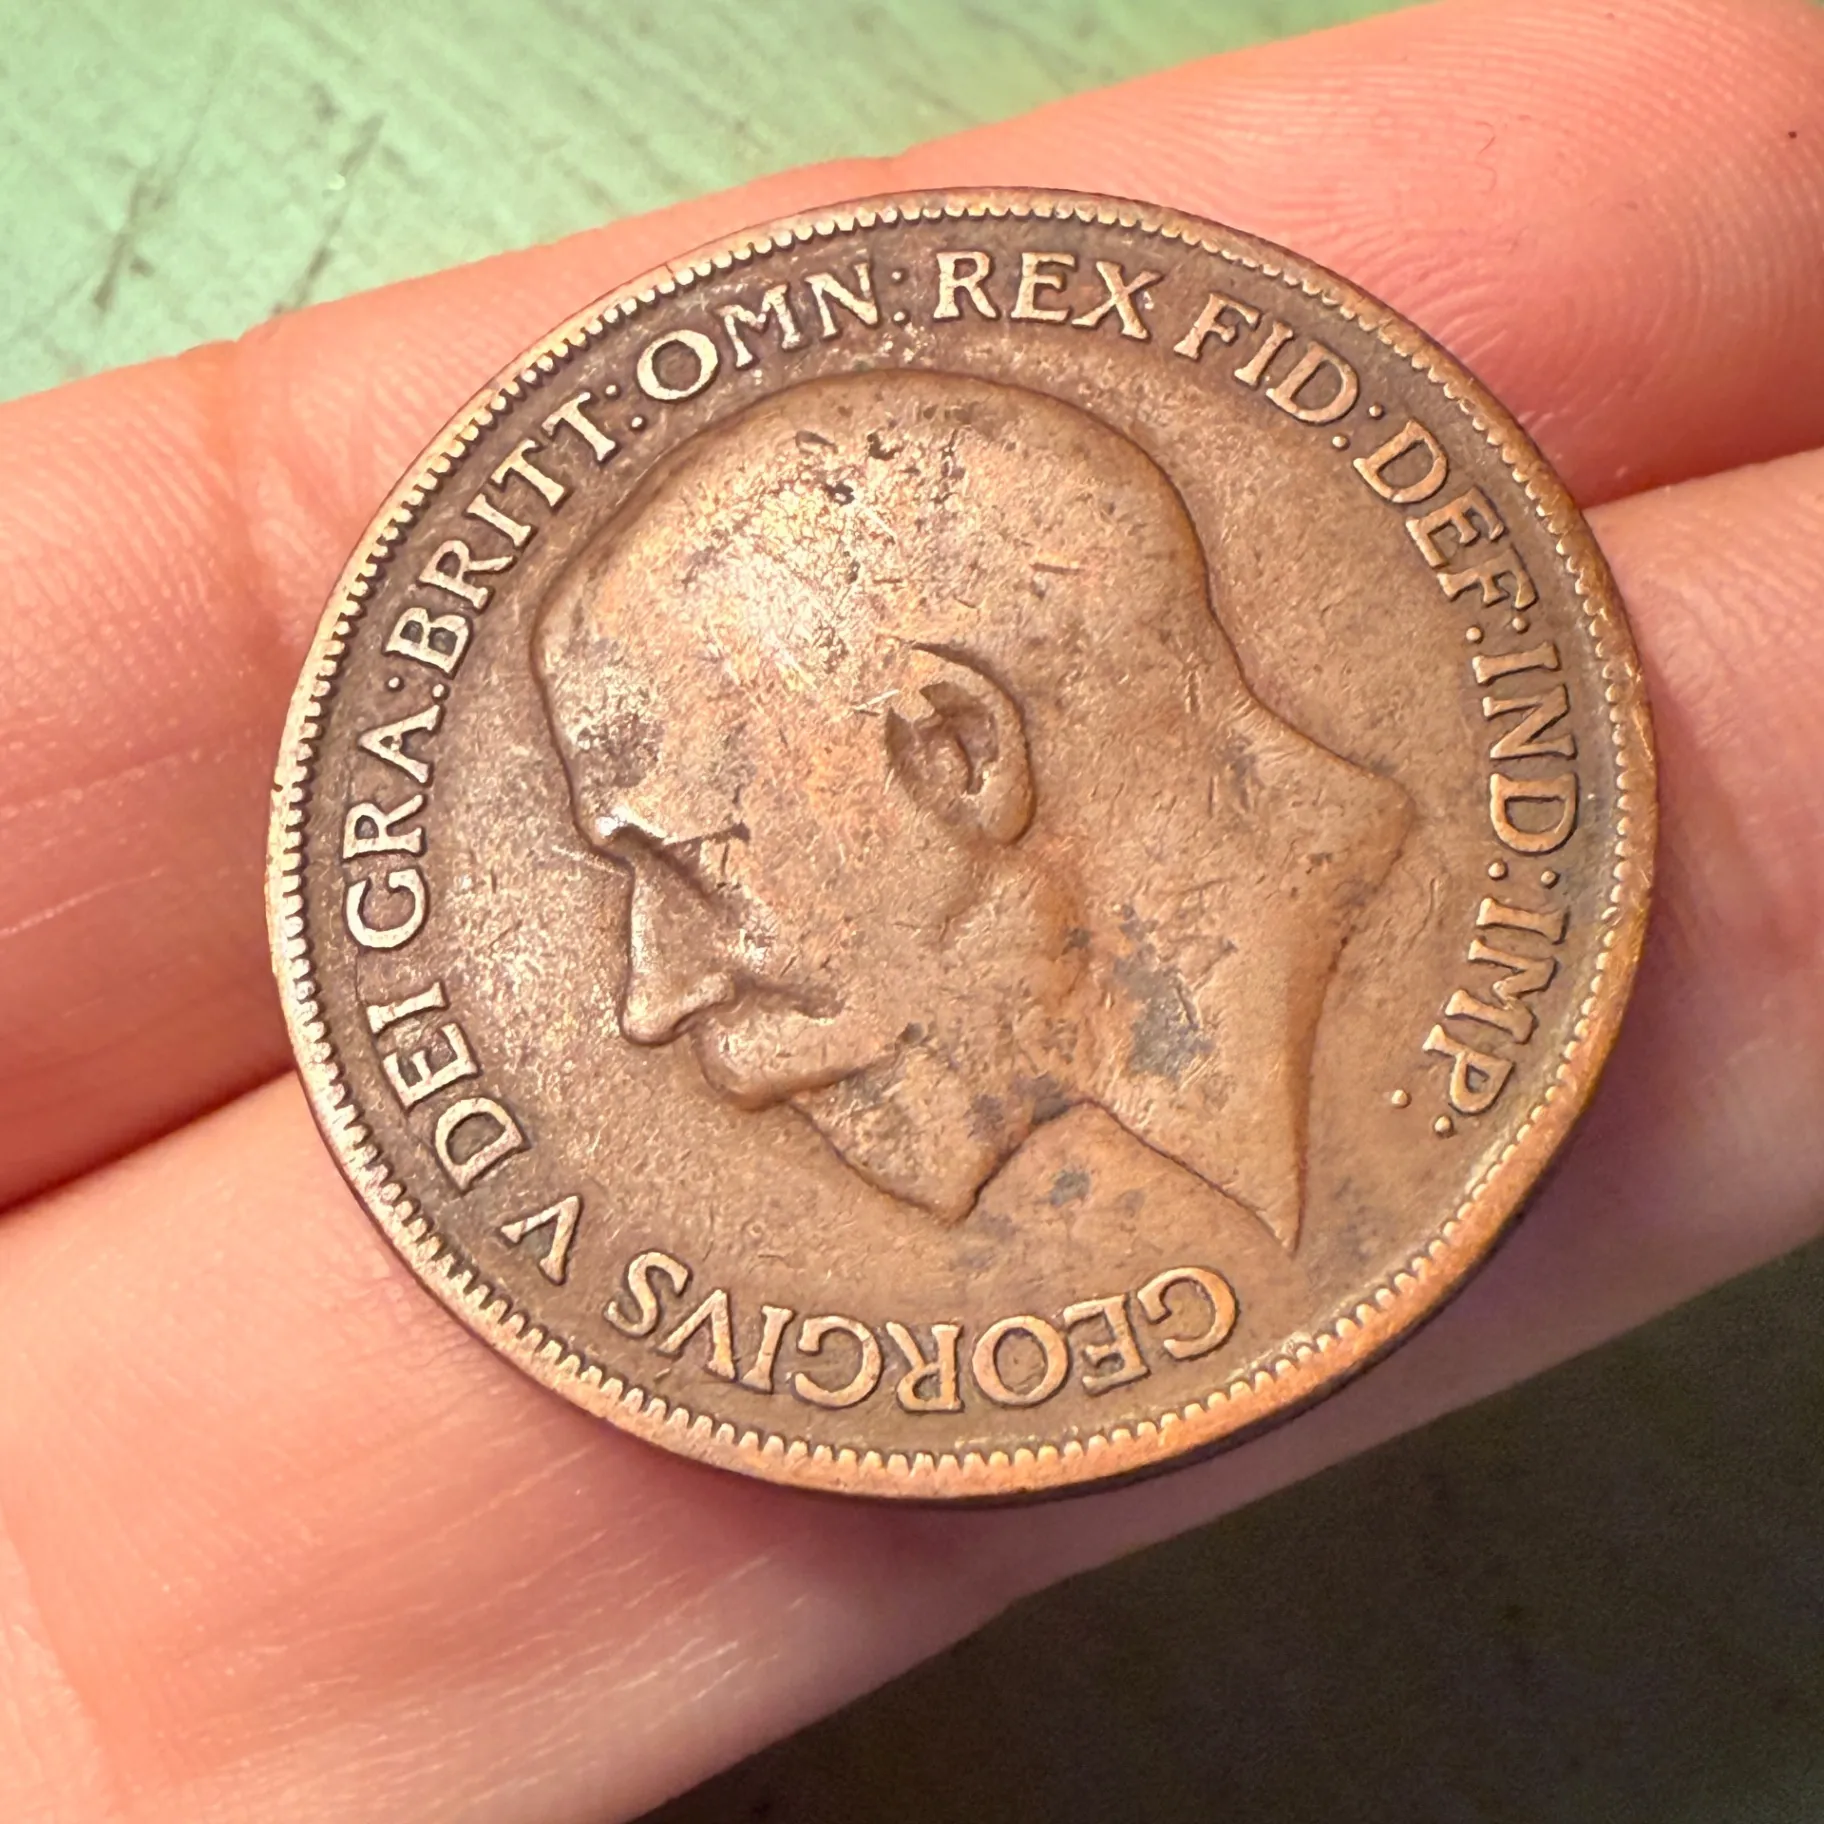 GEORGIVS V DEI GRA:BRITT:OMN:REX FID:DEF:IND:IMP.